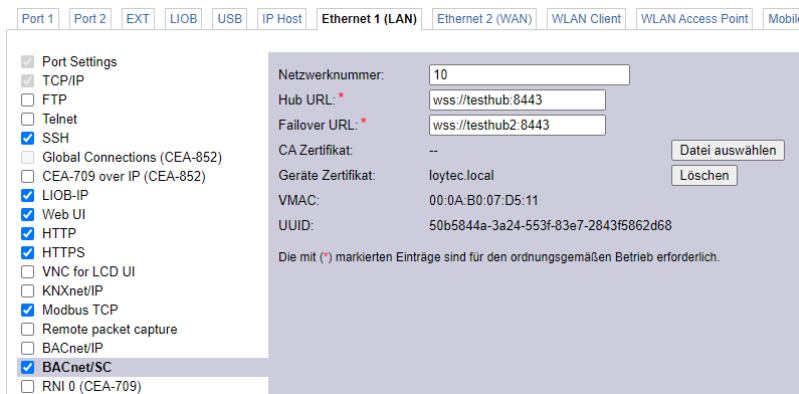 Port 1 Port 2 EXT LIOB USB IP Host Ethernet 1 (LAN) Ethernet 2 (WAN) WLAN Client WLAN Access Point Mobile
Port Settings
TCP/IP
FTP
Telnet
SSH
Global Connections (CEA-852)
CEA-709 over IP (CEA-852)
LIOB-IP
Web UI
HTTP
HTTPS
VNC for LCD UI
KNXnet/IP
Modbus TCP
Remote packet capture
BACnet/IP
BACnet/SC
RNI 0 (CEA-709)
Netzwerknummer: 10
Hub URL: * wss://testhub:8443
Failover URL: * wss://testhub2:8443
CA Zertifikat: -- Datei auswählen
Geräte Zertifikat: loytec.local Löschen
VMAC: 00:0A:B0:07:D5:11
UUID: 50b5844a-3a24-553f-83e7-2843f5862d68
Die mit (*) markierten Einträge sind für den ordnungsgemäßen Betrieb erforderlich.